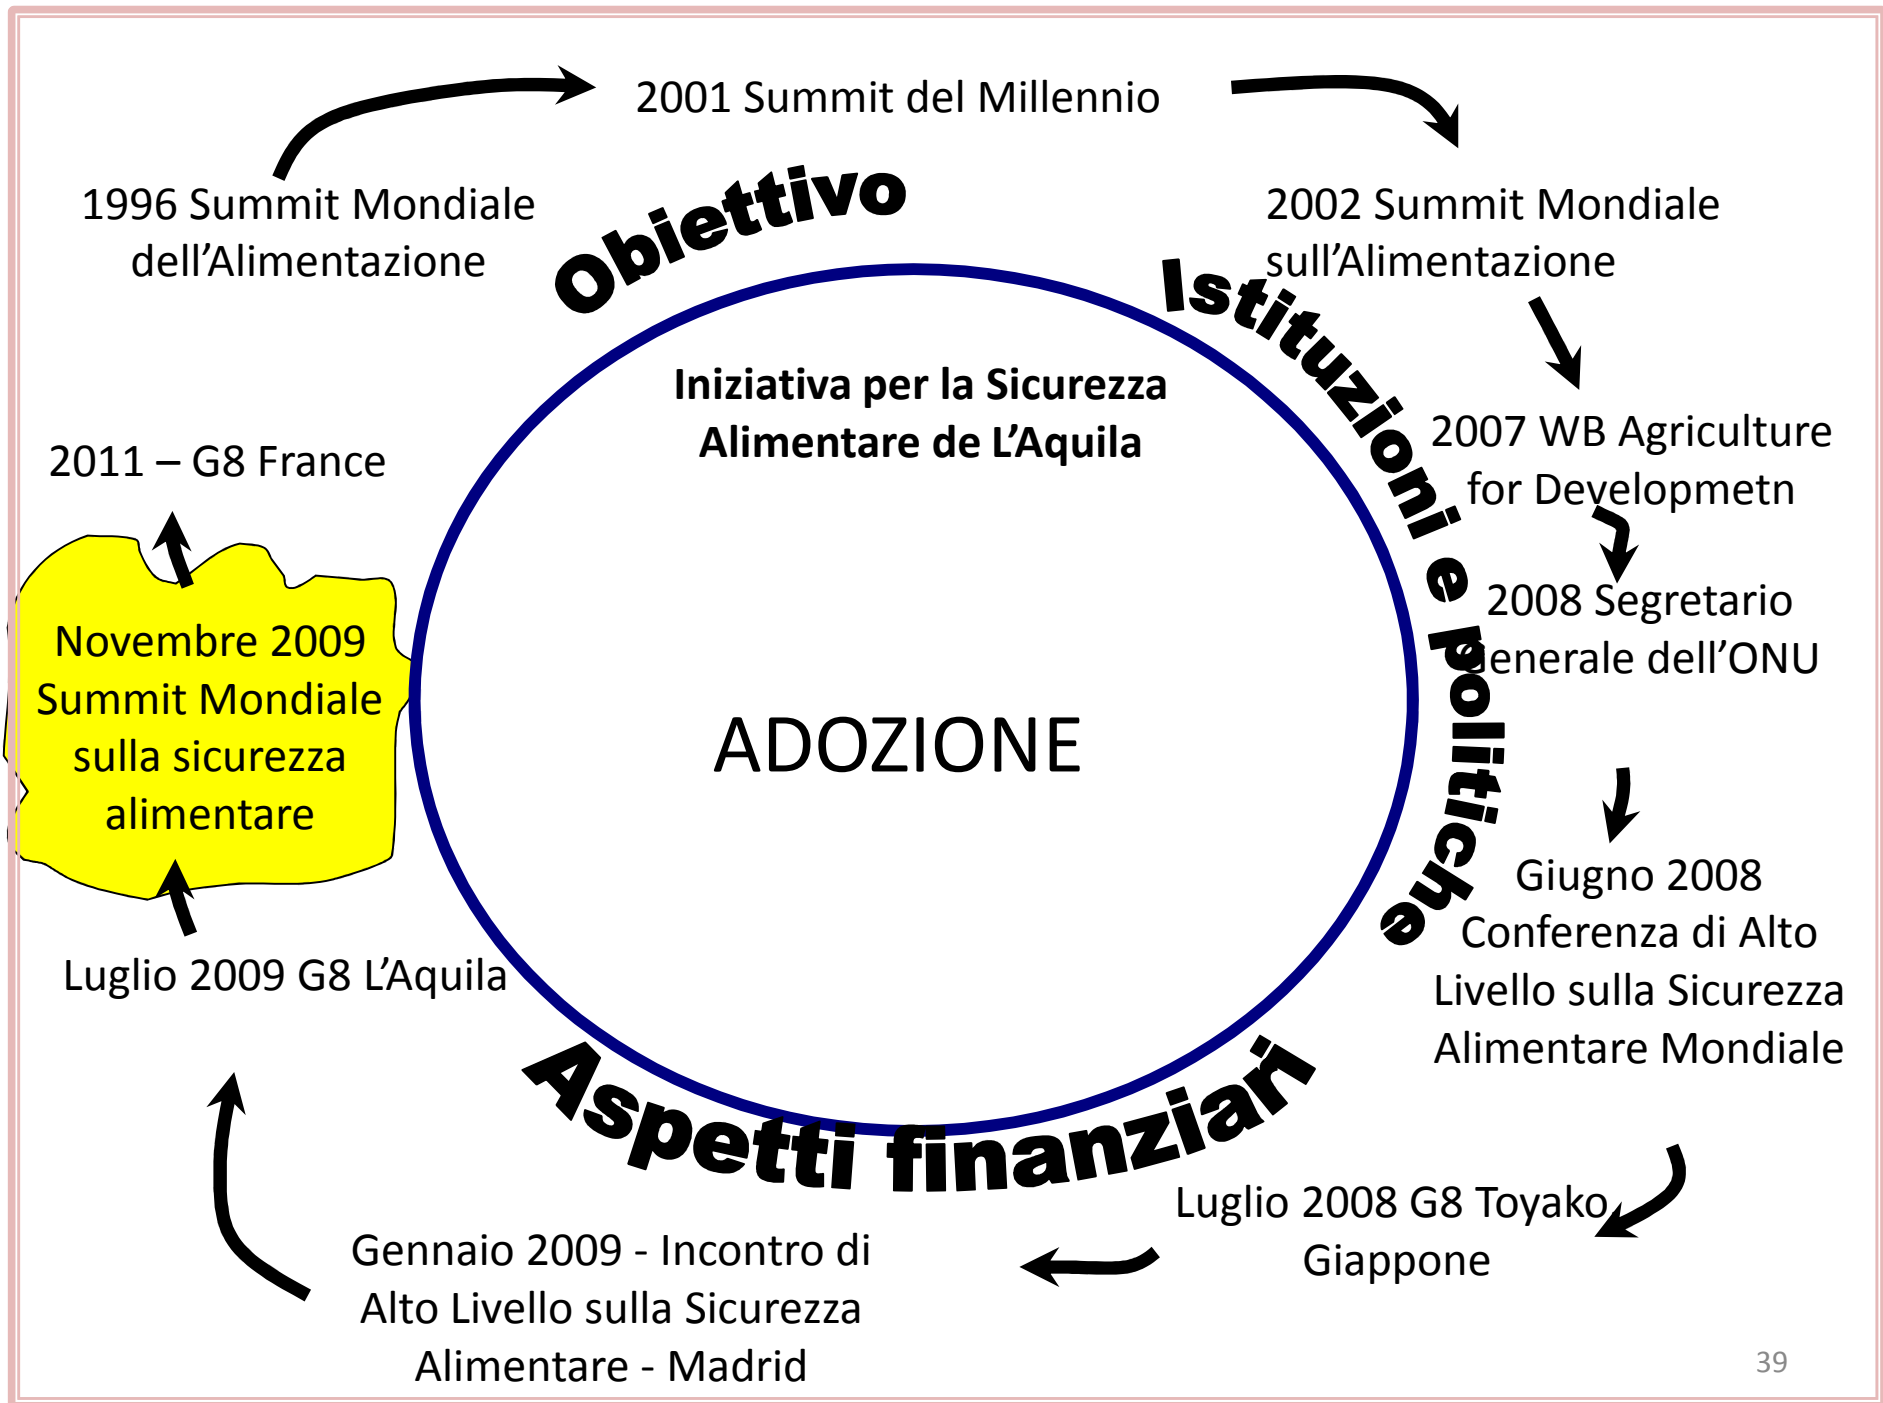 2001 Summit del Millennio
1996 Summit Mondiale
dell’Alimentazione
Obiettivo
2002 Summit Mondiale
sull’Alimentazione
Istituzioni e politiche
Iniziativa per la Sicurezza
Alimentare de L’Aquila
2007 WB Agriculture
for Developmetn
2011 – G8 France
2008 Segretario
Generale dell’ONU
Novembre 2009
Summit Mondiale
sulla sicurezza
alimentare
ADOZIONE
Giugno 2008
Conferenza di Alto
Livello sulla Sicurezza
Alimentare Mondiale
Luglio 2009 G8 L’Aquila
Aspetti finanziari
Luglio 2008 G8 Toyako,
Giappone
Gennaio 2009 - Incontro di
Alto Livello sulla Sicurezza
Alimentare - Madrid
39